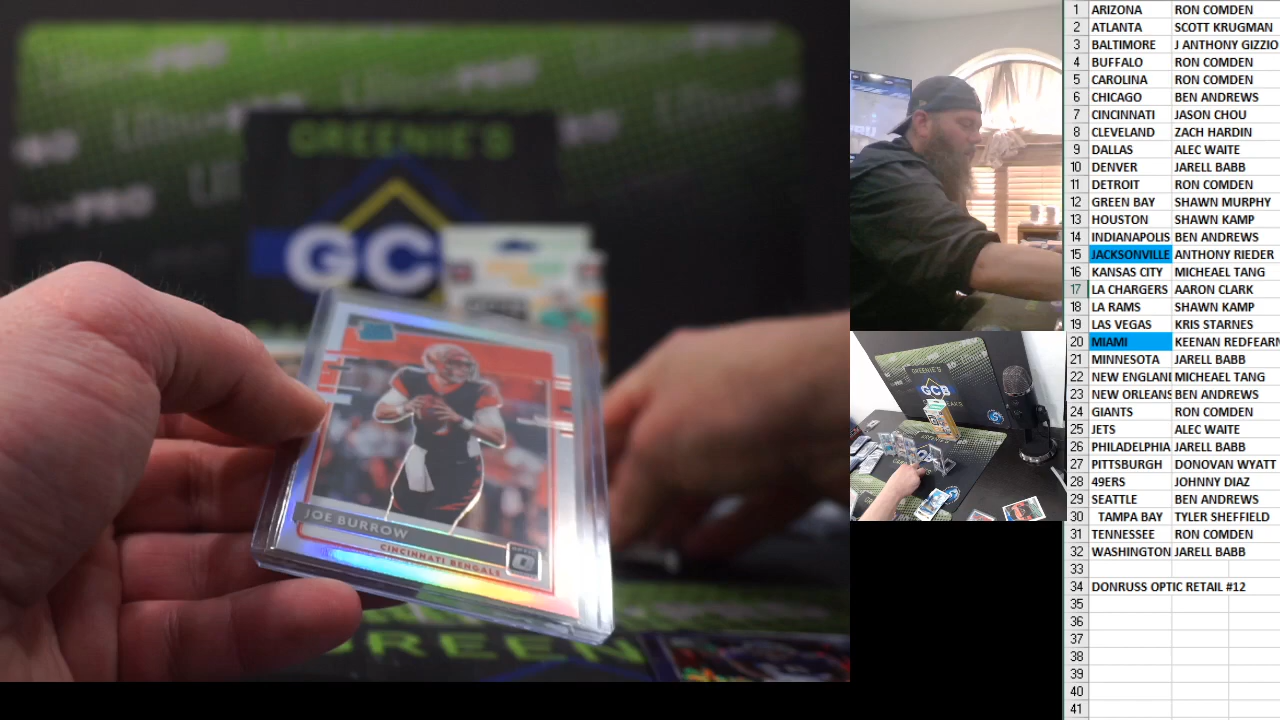 GREENIE'S
GCB
JOE BURROW
CINCINNATI BENGALS
GREEN
GREENIE'S
GCB
1 ARIZONA RON COMDEN
2 ATLANTA SCOTT KRUGMAN
3 BALTIMORE J ANTHONY GIZZIO
4 BUFFALO RON COMDEN
5 CAROLINA RON COMDEN
6 CHICAGO BEN ANDREWS
7 CINCINNATI JASON CHOU
8 CLEVELAND ZACH HARDIN
9 DALLAS ALEC WAITE
10 DENVER JARELL BABB
11 DETROIT RON COMDEN
12 GREEN BAY SHAWN MURPHY
13 HOUSTON SHAWN KAMP
14 INDIANAPOLIS BEN ANDREWS
15 JACKSONVILLE ANTHONY RIEDER
16 KANSAS CITY MICHEAEL TANG
17 LA CHARGERS AARON CLARK
18 LA RAMS SHAWN KAMP
19 LAS VEGAS KRIS STARNES
20 MIAMI KEENAN REDFEARN
21 MINNESOTA JARELL BABB
22 NEW ENGLAND MICHEAEL TANG
23 NEW ORLEANS BEN ANDREWS
24 GIANTS RON COMDEN
25 JETS ALEC WAITE
26 PHILADELPHIA JARELL BABB
27 PITTSBURGH DONOVAN WYATT
28 49ERS JOHNNY DIAZ
29 SEATTLE BEN ANDREWS
30 TAMPA BAY TYLER SHEFFIELD
31 TENNESSEE RON COMDEN
32 WASHINGTON JARELL BABB
33
34 DONRUSS OPTIC RETAIL #12
35
36
37
38
39
40
41